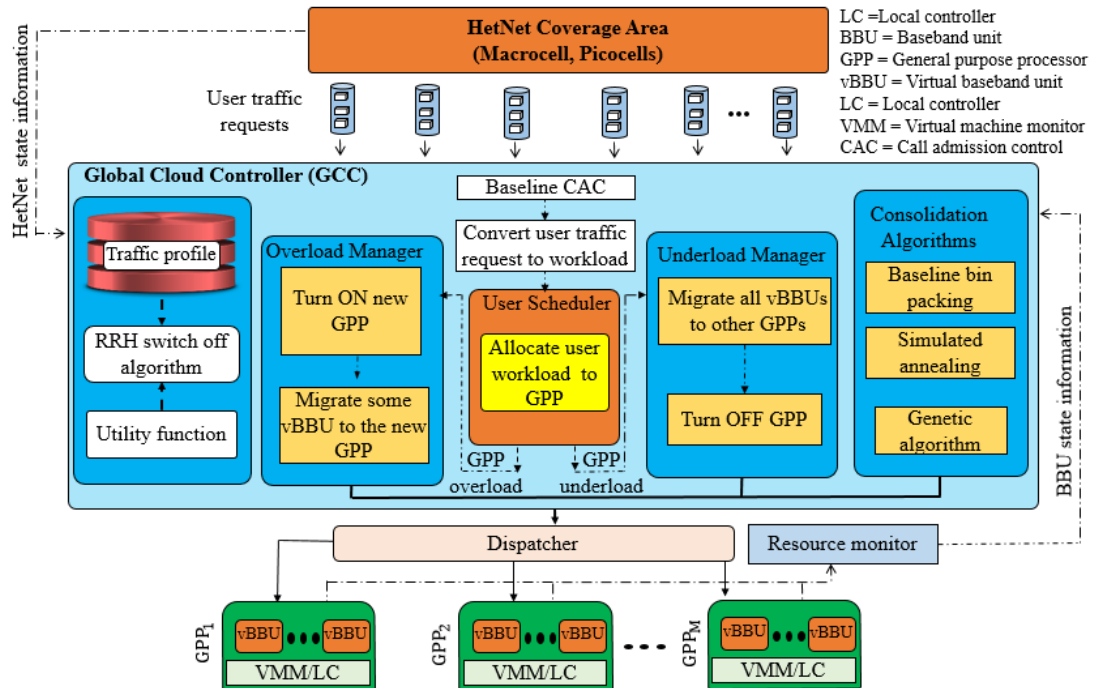 HetNet Coverage Area
(Macrocell, Picocells)
LC =Local controller
BBU = Baseband unit
GPP = General purpose processor
vBBU = Virtual baseband unit
LC = Local controller
VMM = Virtual machine monitor
CAC = Call admission control
HetNet state information
User traffic
requests
...
Global Cloud Controller (GCC)
Traffic profile
RRH switch off
algorithm
Utility function
Overload Manager
Turn ON new
GPP
Migrate some
vBBU to the new
GPP
Baseline CAC
Convert user traffic
request to workload
User Scheduler
Allocate user
workload to
GPP
GPP
overload
GPP
underload
Underload Manager
Migrate all vBBUs
to other GPPs
Turn OFF GPP
Consolidation
Algorithms
Baseline bin
packing
Simulated
annealing
Genetic
algorithm
BBU state information
Dispatcher
Resource monitor
GPP1
vBBU ... vBBU
VMM/LC
GPP2
vBBU ... vBBU
VMM/LC
....
GPPM
vBBU ... vBBU
VMM/LC